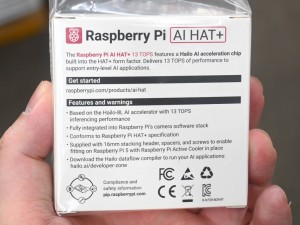 Raspberry Pi AI HAT+
The Raspberry Pi AI HAT+ 13 TOPS features a Hailo AI acceleration chip
built into the HAT+ form factor. Delivers 13 TOPS of performance to
support entry-level AI applications.
Get started
raspberrypi.com/products/ai-hat
Features and warnings
• Based on the Hailo-8L AI accelerator with 13 TOPS
inferencing performance
• Fully integrated into Raspberry Pi's camera software stack
• Conforms to Raspberry Pi HAT+ specification
• Supplied with 16mm stacking header, spacers, and screws to enable
fitting on Raspberry Pi 5 with Raspberry Pi Active Cooler in place
• Download the Hailo dataflow compiler to run your AI applications:
hailo.ai/developer-zone
Compliance and
safety information
pip.raspberrypi.com
CE